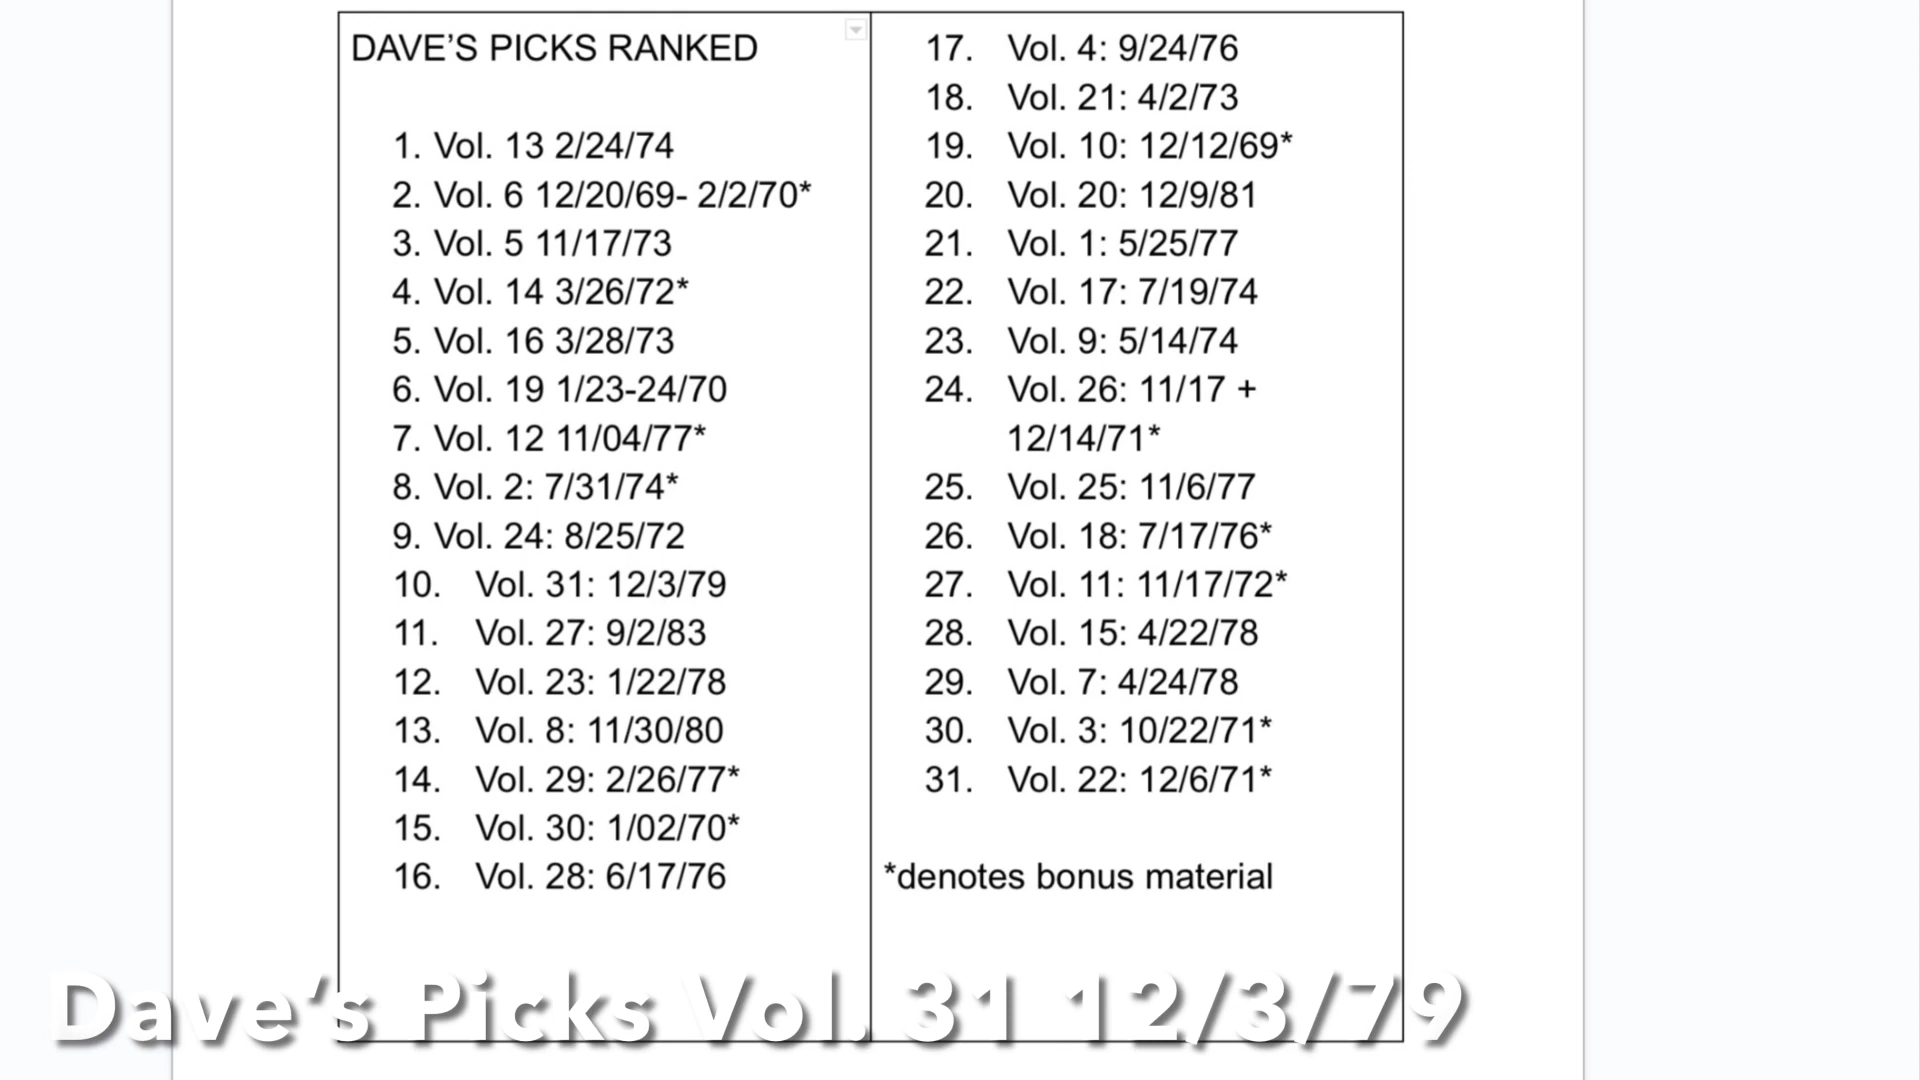 DAVE’S PICKS RANKED
1. Vol. 13 2/24/74
2. Vol. 6 12/20/69- 2/2/70*
3. Vol. 5 11/17/73
4. Vol. 14 3/26/72*
5. Vol. 16 3/28/73
6. Vol. 19 1/23-24/70
7. Vol. 12 11/04/77*
8. Vol. 2: 7/31/74*
9. Vol. 24: 8/25/72
10. Vol. 31: 12/3/79
11. Vol. 27: 9/2/83
12. Vol. 23: 1/22/78
13. Vol. 8: 11/30/80
14. Vol. 29: 2/26/77*
15. Vol. 30: 1/02/70*
16. Vol. 28: 6/17/76
17. Vol. 4: 9/24/76
18. Vol. 21: 4/2/73
19. Vol. 10: 12/12/69*
20. Vol. 20: 12/9/81
21. Vol. 1: 5/25/77
22. Vol. 17: 7/19/74
23. Vol. 9: 5/14/74
24. Vol. 26: 11/17 +
12/14/71*
25. Vol. 25: 11/6/77
26. Vol. 18: 7/17/76*
27. Vol. 11: 11/17/72*
28. Vol. 15: 4/22/78
29. Vol. 7: 4/24/78
30. Vol. 3: 10/22/71*
31. Vol. 22: 12/6/71*
*denotes bonus material
Dave’s Picks Vol. 31 12/3/79